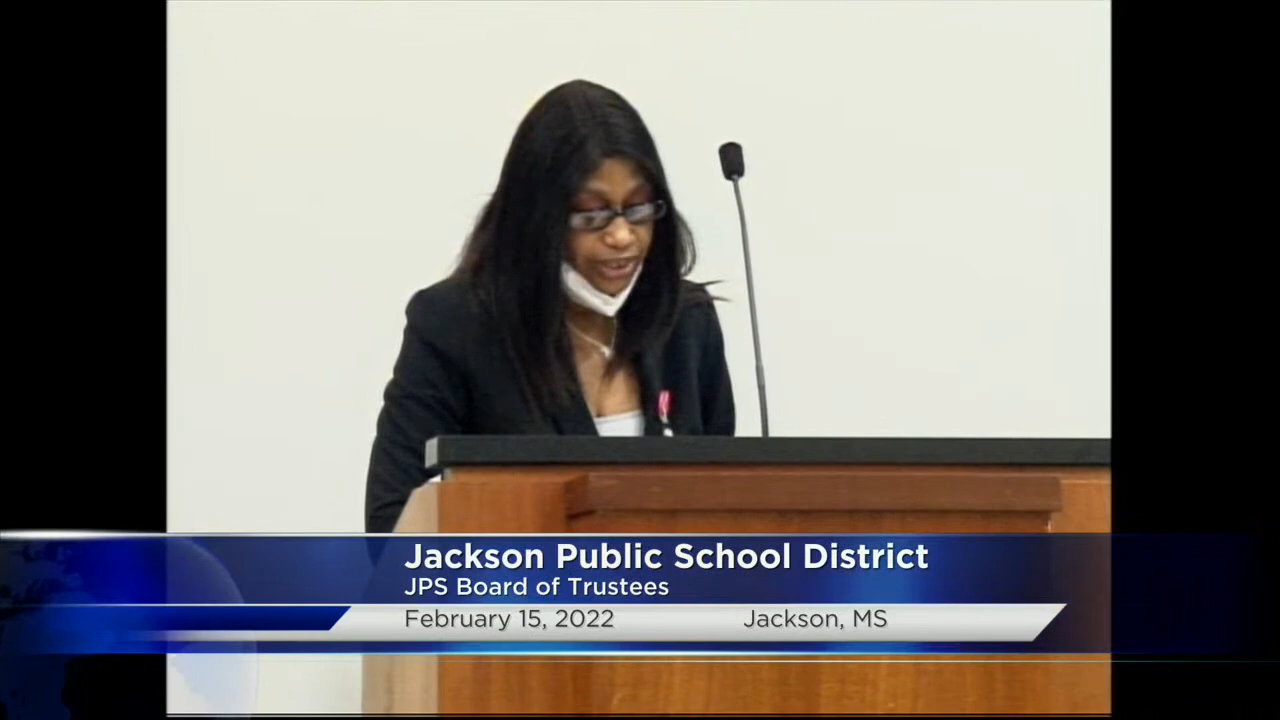 Jackson Public School District
JPS Board of Trustees
February 15, 2022 Jackson, MS